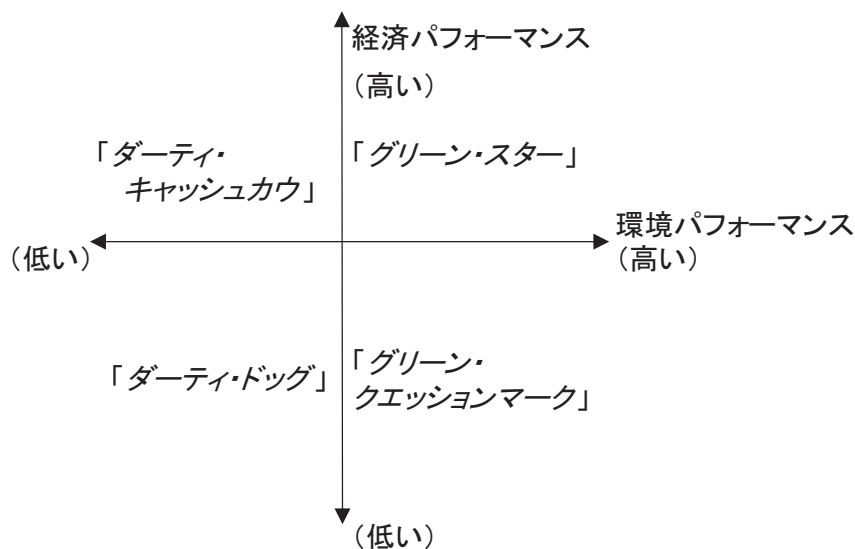 経済パフォーマンス
（高い）
「ダーティ・
キャッシュカウ」
「グリーン・スター」
環境パフォーマンス
（高い）
（低い）
「ダーティ・ドッグ」
「グリーン・
クエッションマーク」
（低い）